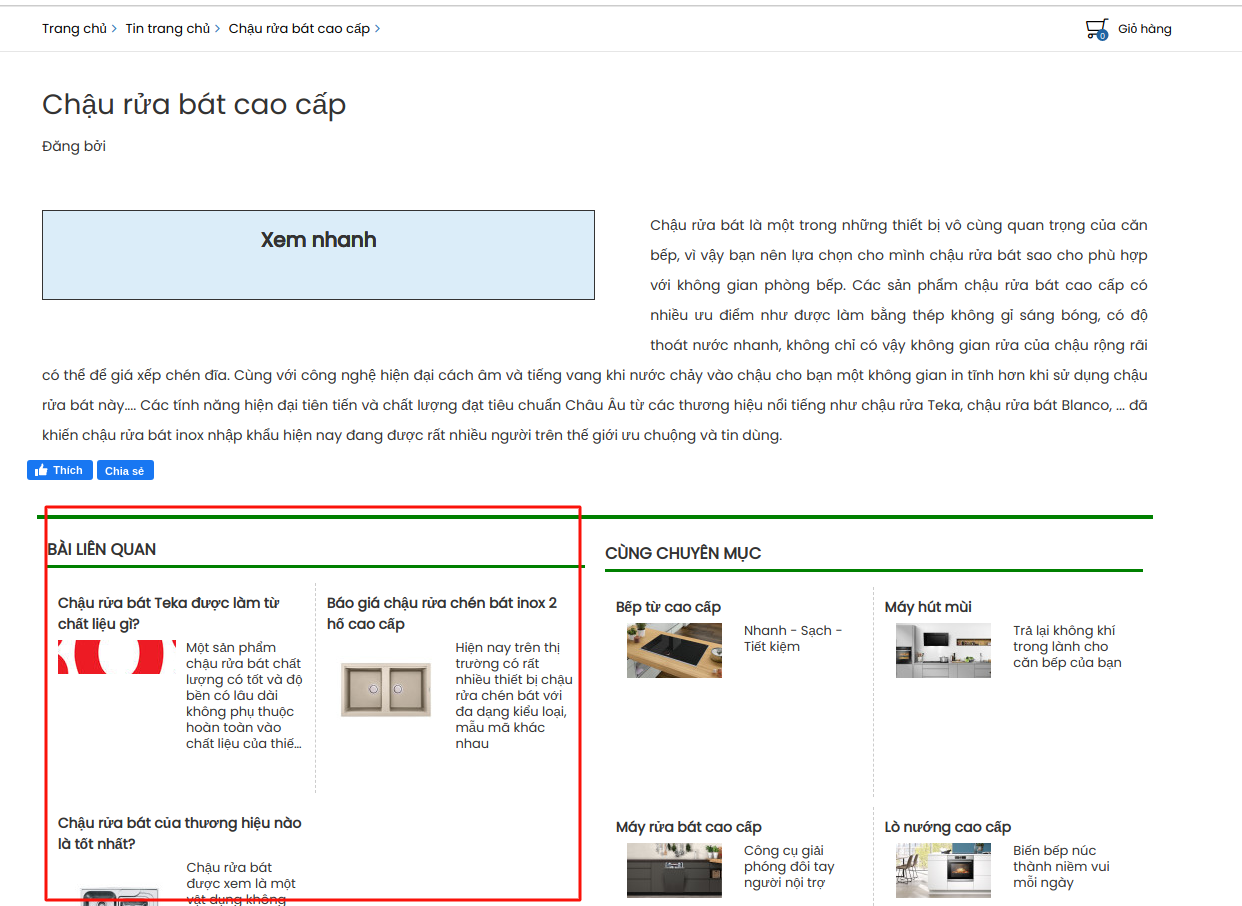 Trang chủ > Tin trang chủ > Chậu rửa bát cao cấp >
0 Giỏ hàng
Chậu rửa bát cao cấp
Đăng bởi
Xem nhanh
Chậu rửa bát là một trong những thiết bị vô cùng quan trọng của căn
bếp, vì vậy bạn nên lựa chọn cho mình chậu rửa bát sao cho phù hợp
với không gian phòng bếp. Các sản phẩm chậu rửa bát cao cấp có
nhiều ưu điểm như được làm bằng thép không gỉ sáng bóng, có độ
thoát nước nhanh, không chỉ có vậy không gian rửa của chậu rộng rãi
có thể để giá xếp chén đĩa. Cùng với công nghệ hiện đại cách âm và tiếng vang khi nước chảy vào chậu cho bạn một không gian in tĩnh hơn khi sử dụng chậu
rửa bát này.... Các tính năng hiện đại tiên tiến và chất lượng đạt tiêu chuẩn Châu Âu từ các thương hiệu nổi tiếng như chậu rửa Teka, chậu rửa bát Blanco, ... đã
khiến chậu rửa bát inox nhập khẩu hiện nay đang được rất nhiều người trên thế giới ưu chuộng và tin dùng.
Thích Chia sẻ
BÀI LIÊN QUAN
Chậu rửa bát Teka được làm từ
chất liệu gì?
Một sản phẩm
chậu rửa bát chất
lượng có tốt và độ
bền có lâu dài
không phụ thuộc
hoàn toàn vào
chất liệu của thiế...
Báo giá chậu rửa chén bát inox 2
hố cao cấp
Hiện nay trên thị
trường có rất
nhiều thiết bị chậu
rửa chén bát với
đa dạng kiểu loại,
mẫu mã khác
nhau
Chậu rửa bát của thương hiệu nào
là tốt nhất?
Chậu rửa bát
được xem là một
vật dụng không
CÙNG CHUYÊN MỤC
Bếp từ cao cấp
Nhanh - Sạch -
Tiết kiệm
Máy hút mùi
Trả lại không khí
trong lành cho
căn bếp của bạn
Máy rửa bát cao cấp
Công cụ giải
phóng đôi tay
người nội trợ
Lò nướng cao cấp
Biến bếp núc
thành niềm vui
mỗi ngày